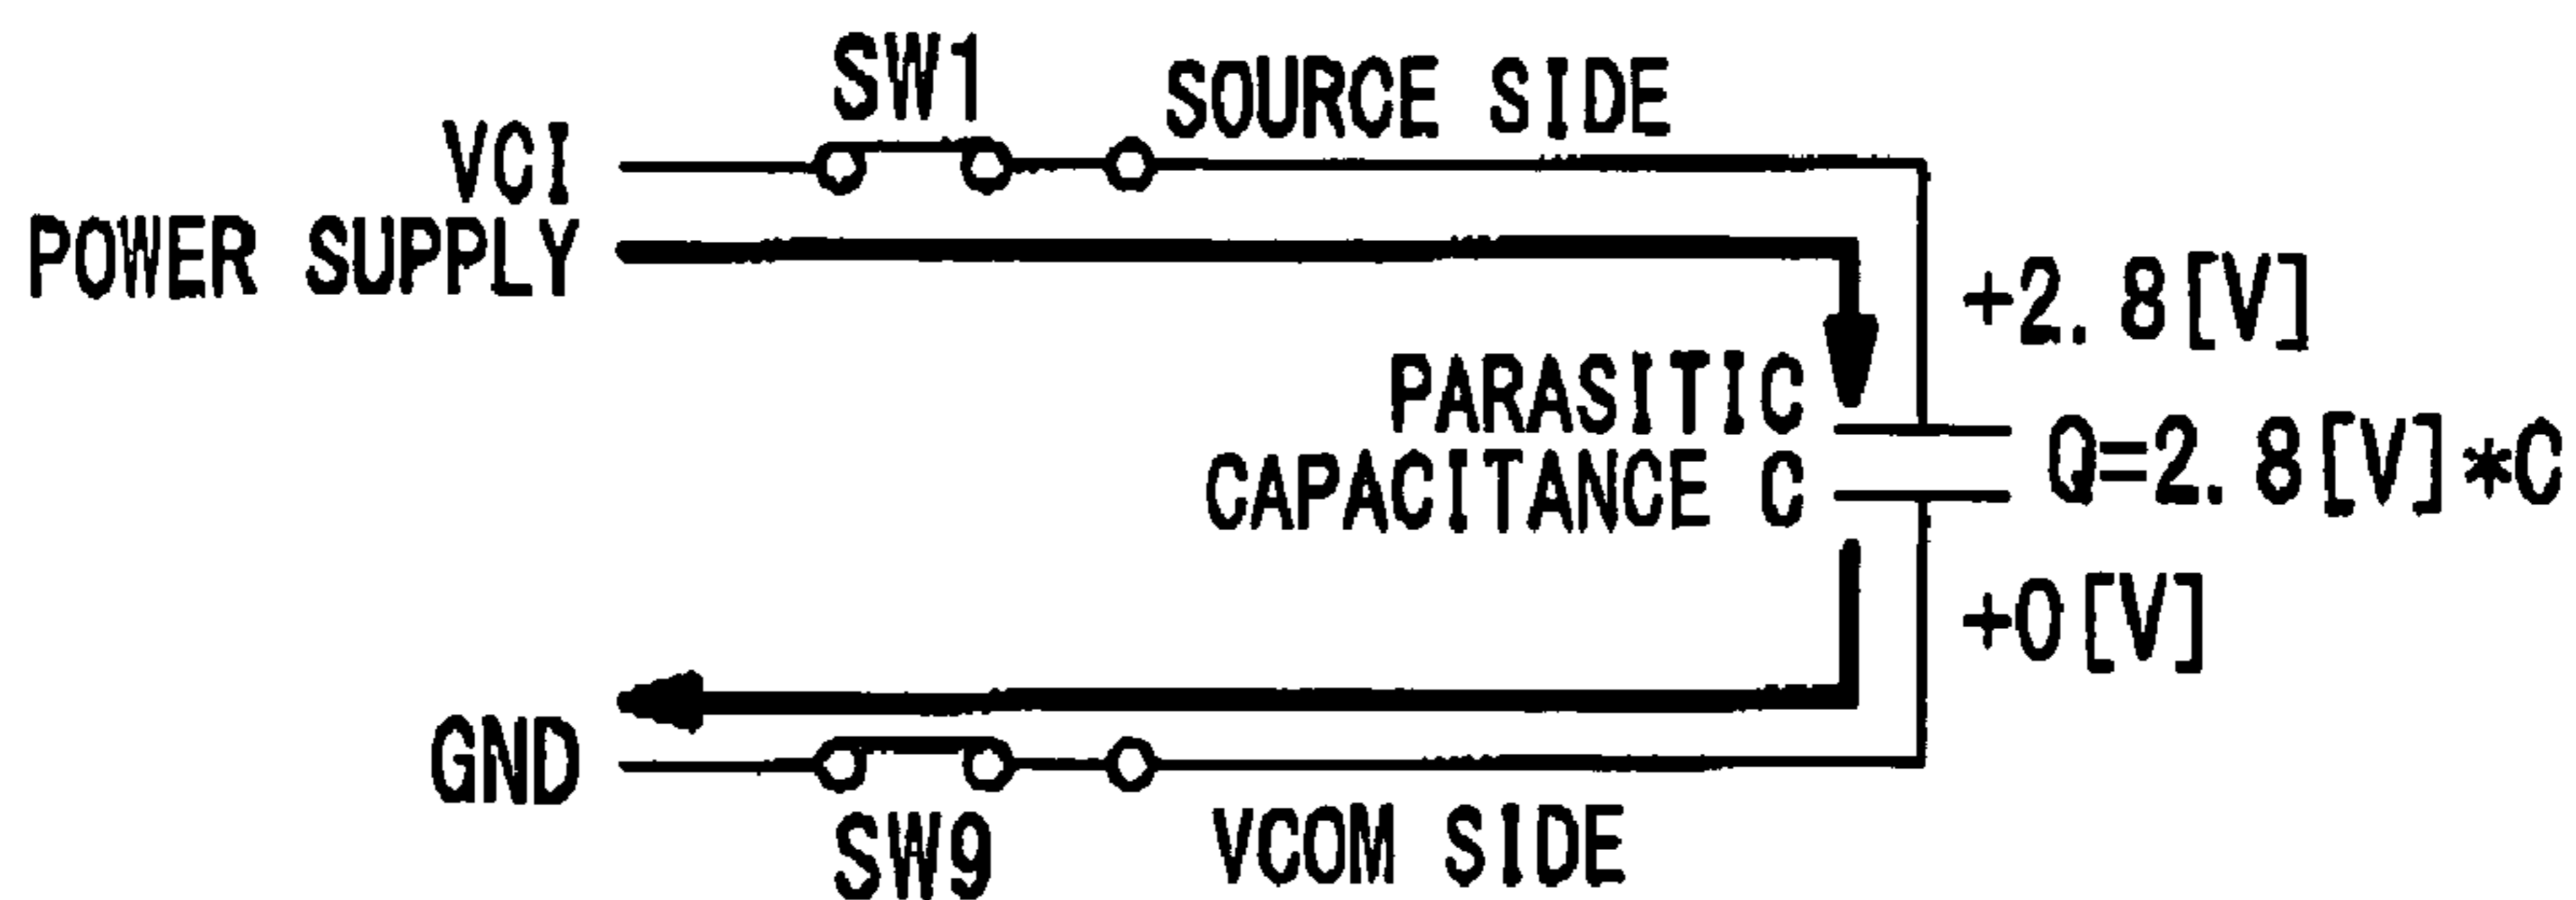 SW1
SOURCE SIDE
VCI
POWER SUPPLY
+2.8[V]
PARASITIC
CAPACITANCE C
Q=2.8[V]*C
+0[V]
GND
SW9
VCOM SIDE